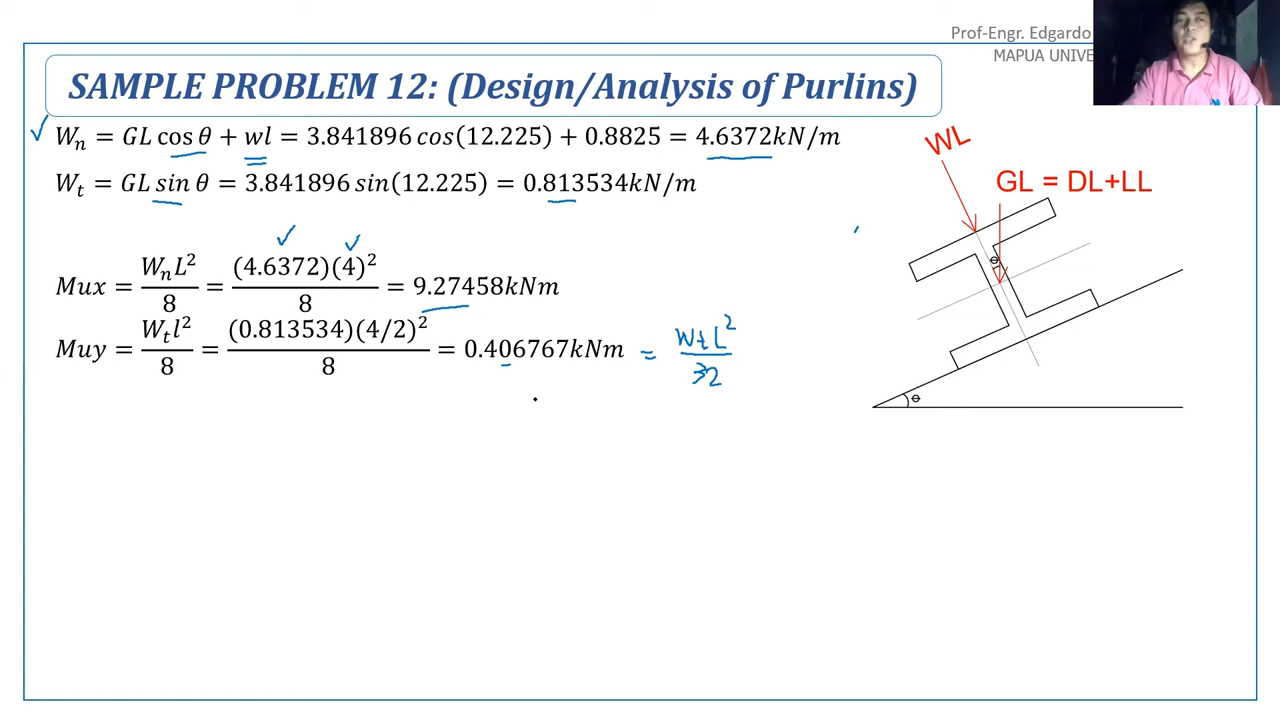 Prof-Engr. Edgardo
MAPUA UNIVE
SAMPLE PROBLEM 12: (Design/Analysis of Purlins)
✓ Wₙ = GL cos θ + wl = 3.841896 cos(12.225) + 0.8825 = 4.6372kN/m
Wₜ = GL sin θ = 3.841896 sin(12.225) = 0.813534kN/m
Mux = WₙL²/8 = (4.6372)(4)²/8 = 9.27458kNm
Muy = Wₜl²/8 = (0.813534)(4/2)²/8 = 0.406767kNm = WtL²/32
WL
GL = DL+LL
θ
θ